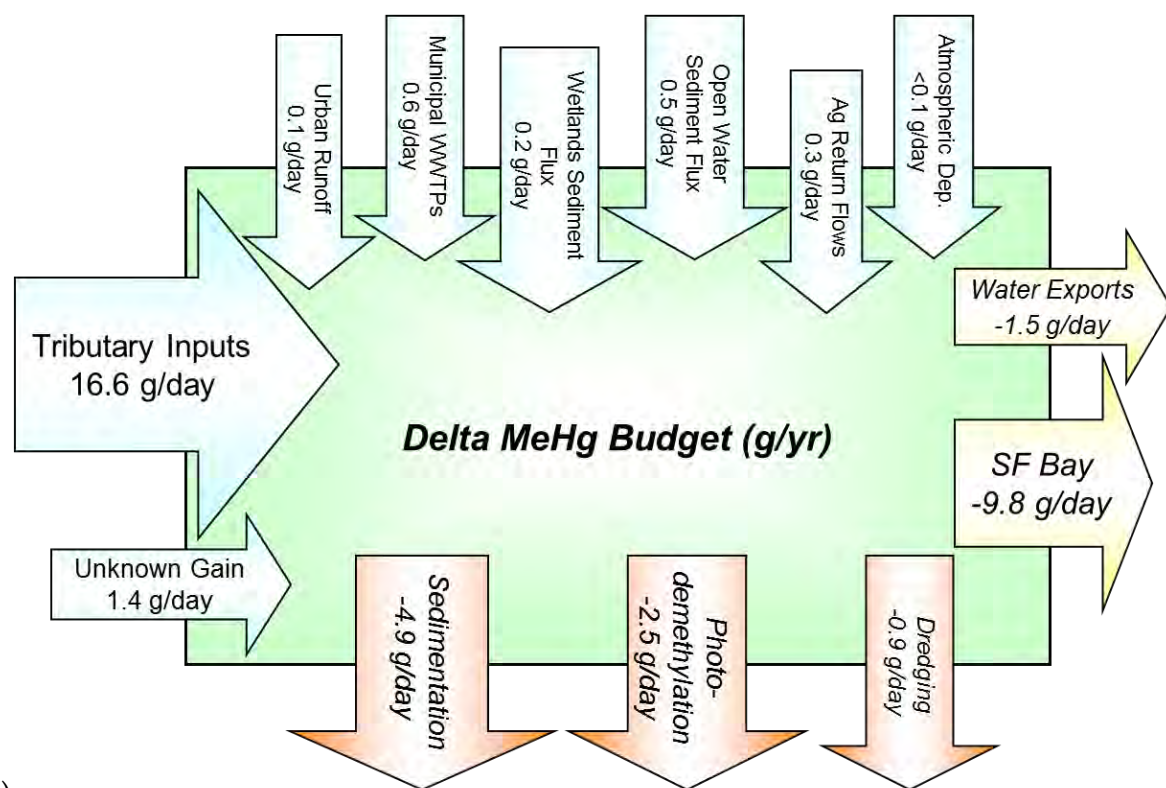 Urban Runoff
0.1 g/day
Municipal WWTPs
0.6 g/day
Wetlands Sediment
Flux
0.2 g/day
Open Water
Sediment Flux
0.5 g/day
Ag Return Flows
0.3 g/day
Atmospheric Dep.
<0.1 g/day
Tributary Inputs
16.6 g/day
Unknown Gain
1.4 g/day
Delta MeHg Budget (g/yr)
Water Exports
-1.5 g/day
SF Bay
-9.8 g/day
Sedimentation
-4.9 g/day
Photo-
demethylation
-2.5 g/day
Dredging
-0.9 g/day
)